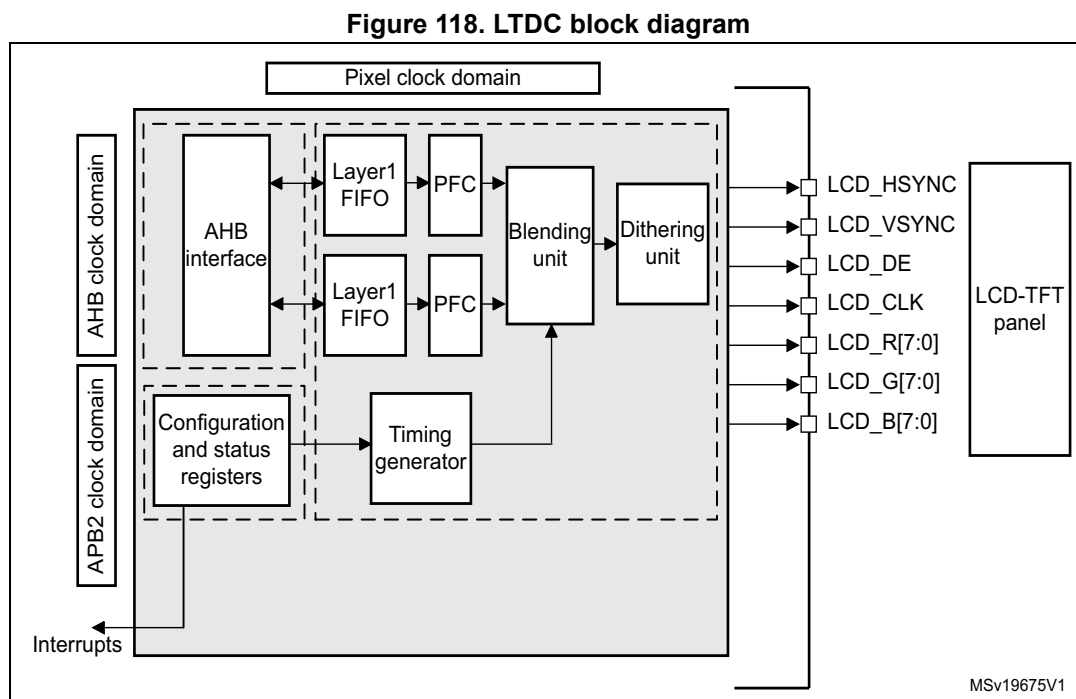 Figure 118. LTDC block diagram
Pixel clock domain
AHB clock domain
APB2 clock domain
AHB
interface
Layer1
FIFO
PFC
Layer1
FIFO
PFC
Blending
unit
Dithering
unit
Configuration
and status
registers
Timing
generator
Interrupts
LCD_HSYNC
LCD_VSYNC
LCD_DE
LCD_CLK
LCD_R[7:0]
LCD_G[7:0]
LCD_B[7:0]
LCD-TFT
panel
MSv19675V1